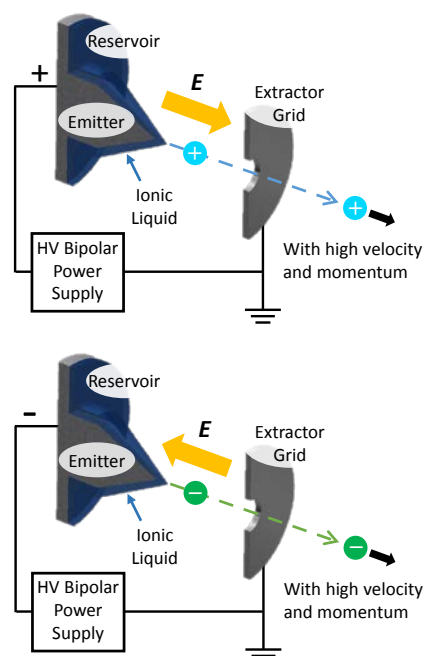 Reservoir
+
E
Extractor
Grid
Emitter
+
+
Ionic
Liquid
HV Bipolar
Power
Supply
With high velocity
and momentum
Reservoir
−
E
Extractor
Grid
Emitter
−
−
Ionic
Liquid
HV Bipolar
Power
Supply
With high velocity
and momentum